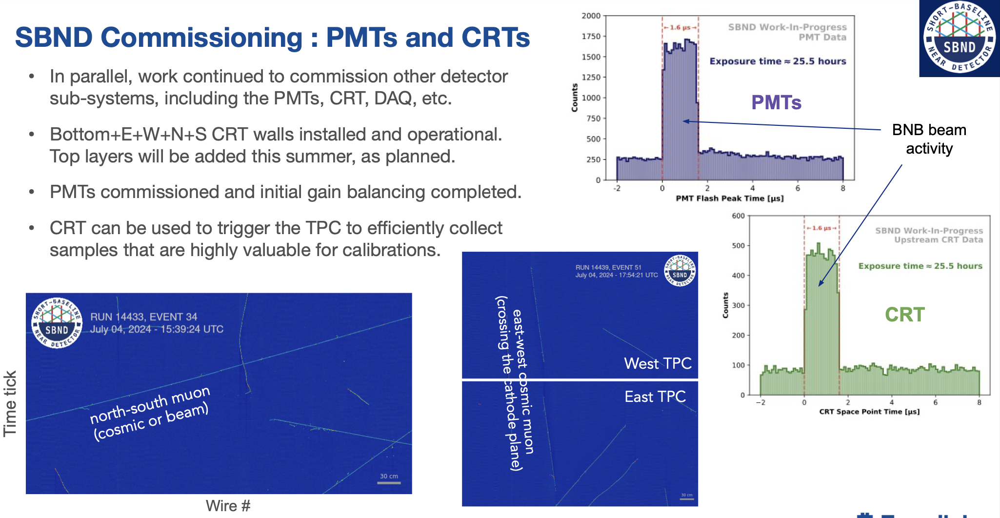 SBND Commissioning : PMTs and CRTs
• In parallel, work continued to commission other detector
sub-systems, including the PMTs, CRT, DAQ, etc.
• Bottom+E+W+N+S CRT walls installed and operational.
Top layers will be added this summer, as planned.
• PMTs commissioned and initial gain balancing completed.
• CRT can be used to trigger the TPC to efficiently collect
samples that are highly valuable for calibrations.
SHORT-BASELINE
SBND
NEAR DETECTOR
RUN 14433, EVENT 34
July 04, 2024 - 15:39:24 UTC
north-south muon
(cosmic or beam)
30 cm
Time tick
Wire #
RUN 14439, EVENT 51
July 04, 2024 - 17:54:21 UTC
SHORT-BASELINE
SBND
NEAR DETECTOR
east-west cosmic muon
(crossing the cathode plane)
West TPC
East TPC
30 cm
2000
1750
1500
1250
1000
750
500
250
0
Counts
←1.6 µs→
SBND Work-In-Progress
PMT Data
Exposure time ≈ 25.5 hours
PMTs
-2 0 2 4 6 8
PMT Flash Peak Time [µs]
SHORT-BASELINE
SBND
NEAR DETECTOR
BNB beam
activity
600
500
400
300
200
100
0
Counts
←1.6 µs→
SBND Work-In-Progress
Upstream CRT Data
Exposure time ≈ 25.5 hours
CRT
−2 0 2 4 6 8
CRT Space Point Time [µs]